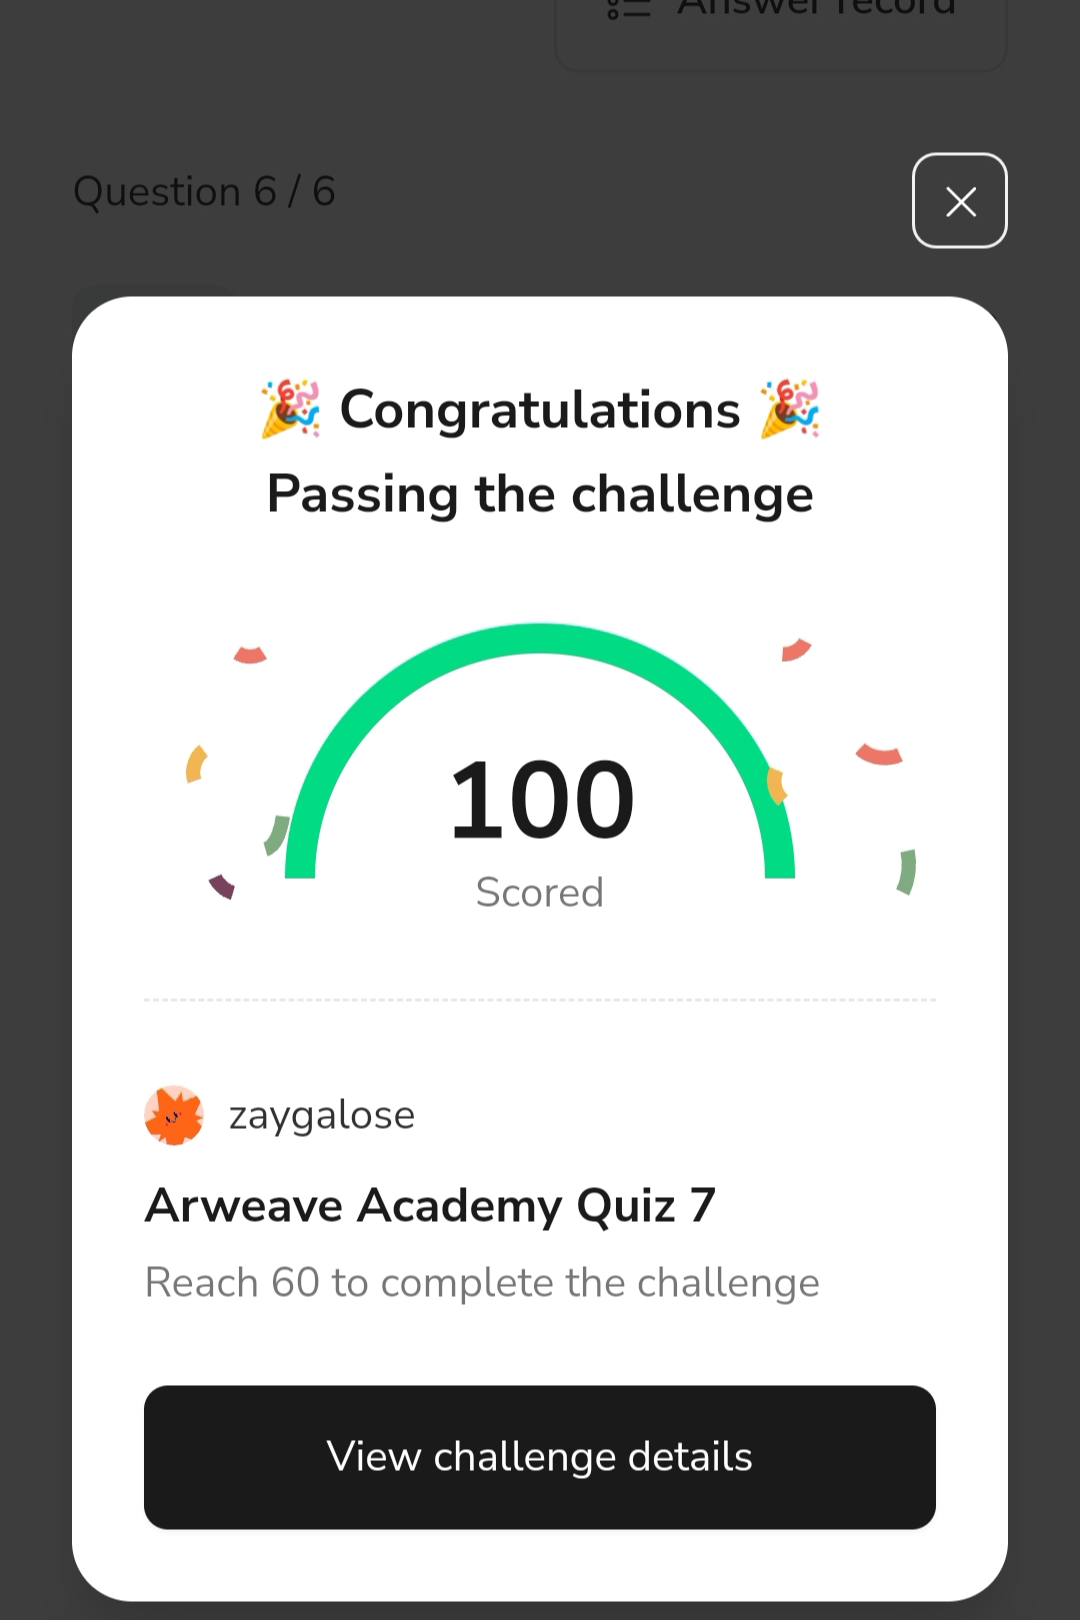 Answer record
Question 6 / 6
🎉 Congratulations 🎉
Passing the challenge
100
Scored
zaygalose
Arweave Academy Quiz 7
Reach 60 to complete the challenge
View challenge details